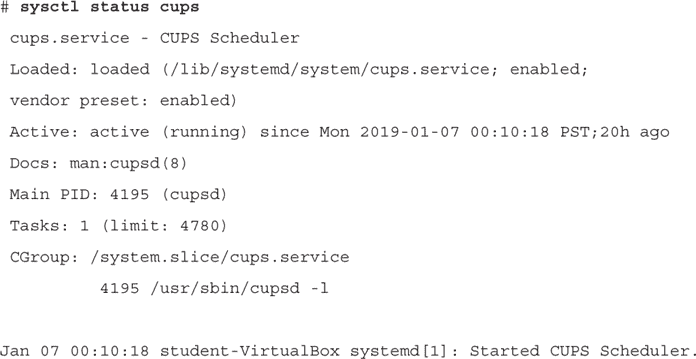 # sysctl status cups
cups.service - CUPS Scheduler
Loaded: loaded (/lib/systemd/system/cups.service; enabled;
vendor preset: enabled)
Active: active (running) since Mon 2019-01-07 00:10:18 PST;20h ago
Docs: man:cupsd(8)
Main PID: 4195 (cupsd)
Tasks: 1 (limit: 4780)
CGroup: /system.slice/cups.service
4195 /usr/sbin/cupsd -l
Jan 07 00:10:18 student-VirtualBox systemd[1]: Started CUPS Scheduler.